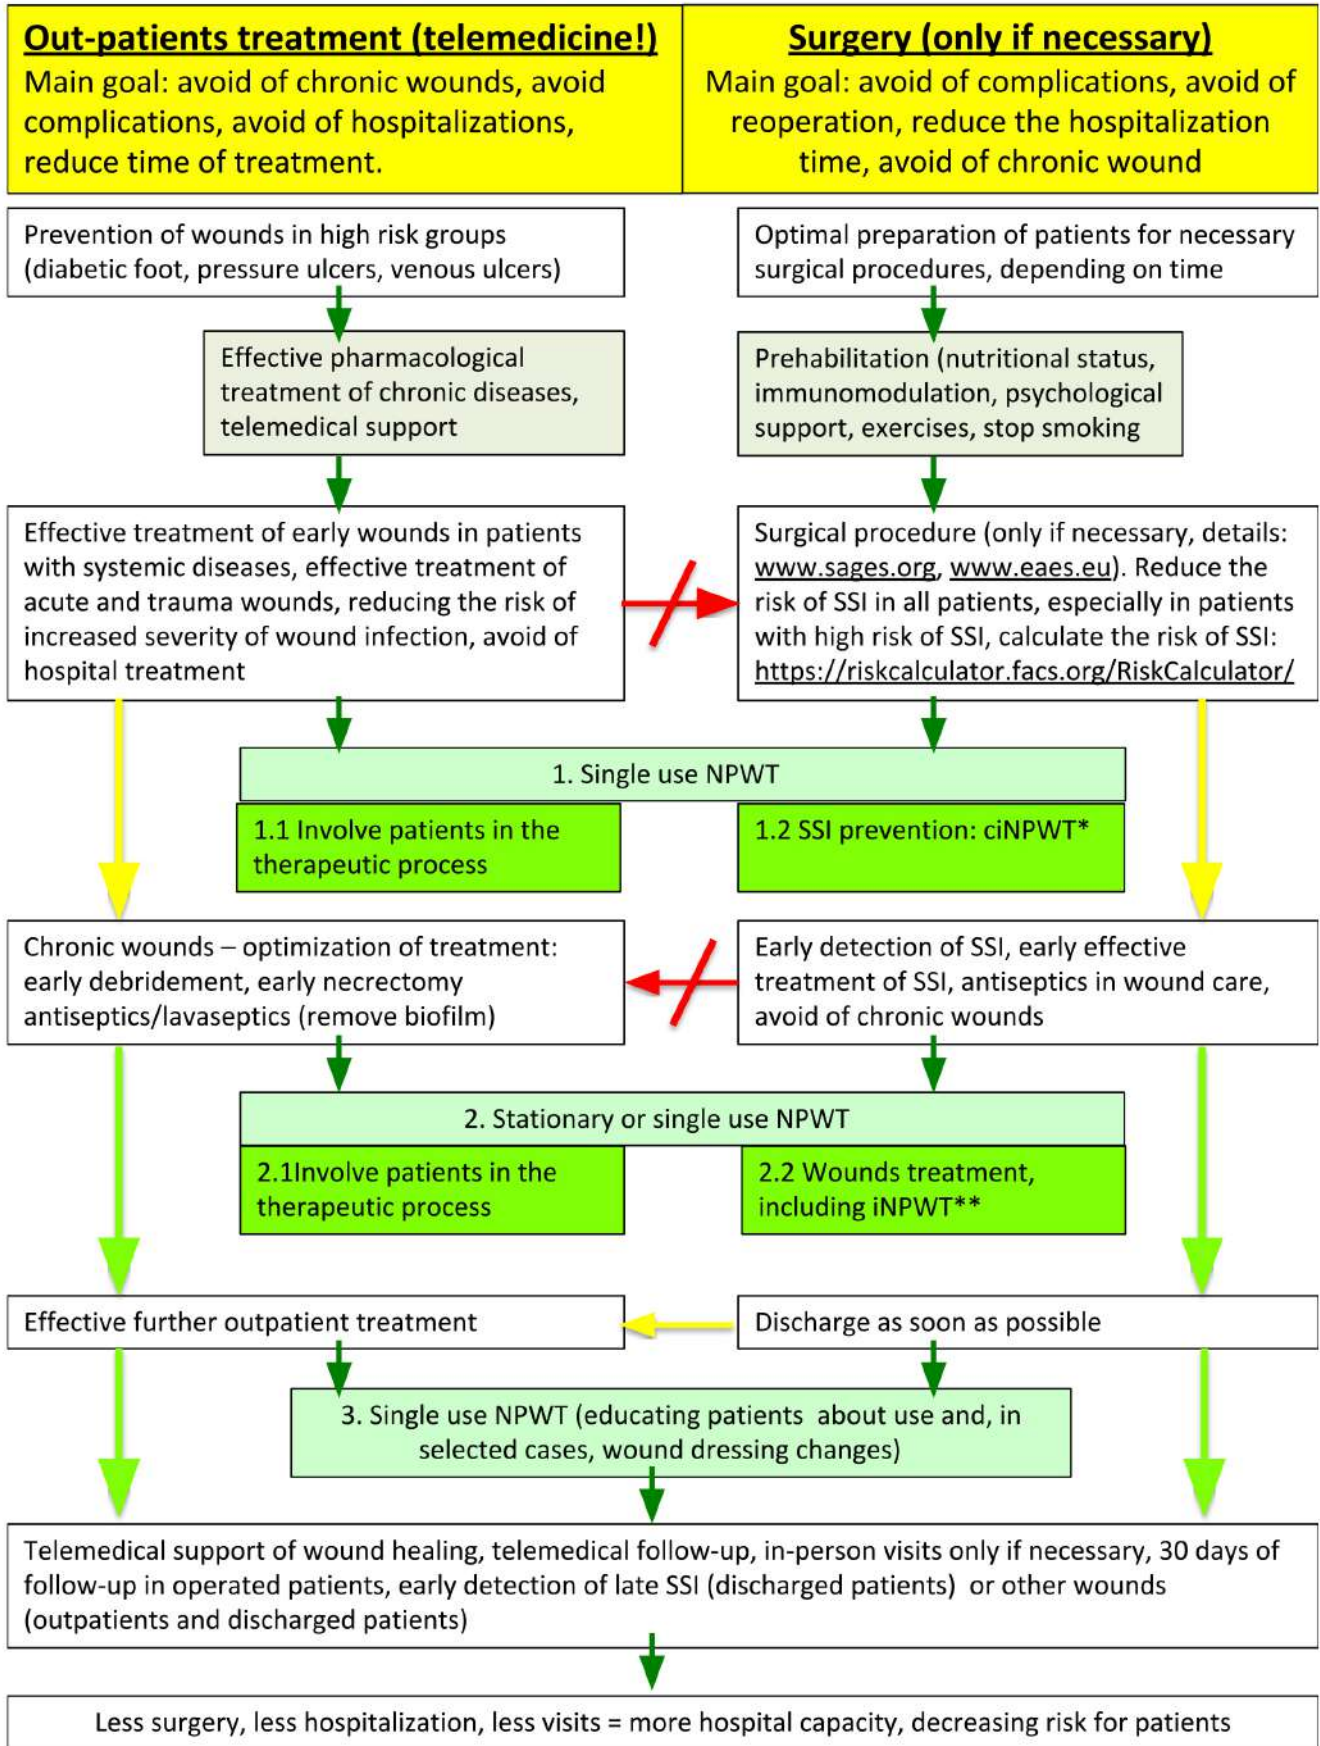 Out-patients treatment (telemedicine!)
Main goal: avoid of chronic wounds, avoid
complications, avoid of hospitalizations,
reduce time of treatment.
Surgery (only if necessary)
Main goal: avoid of complications, avoid of
reoperation, reduce the hospitalization
time, avoid of chronic wound
Prevention of wounds in high risk groups
(diabetic foot, pressure ulcers, venous ulcers)
Optimal preparation of patients for necessary
surgical procedures, depending on time
Effective pharmacological
treatment of chronic diseases,
telemedical support
Prehabilitation (nutritional status,
immunomodulation, psychological
support, exercises, stop smoking
Effective treatment of early wounds in patients
with systemic diseases, effective treatment of
acute and trauma wounds, reducing the risk of
increased severity of wound infection, avoid of
hospital treatment
Surgical procedure (only if necessary, details:
www.sages.org, www.eaes.eu). Reduce the
risk of SSI in all patients, especially in patients
with high risk of SSI, calculate the risk of SSI:
https://riskcalculator.facs.org/RiskCalculator/
1. Single use NPWT
1.1 Involve patients in the
therapeutic process
1.2 SSI prevention: ciNPWT*
Chronic wounds – optimization of treatment:
early debridement, early necrectomy
antiseptics/lavaseptics (remove biofilm)
Early detection of SSI, early effective
treatment of SSI, antiseptics in wound care,
avoid of chronic wounds
2. Stationary or single use NPWT
2.1Involve patients in the
therapeutic process
2.2 Wounds treatment,
including iNPWT**
Effective further outpatient treatment
Discharge as soon as possible
3. Single use NPWT (educating patients about use and, in
selected cases, wound dressing changes)
Telemedical support of wound healing, telemedical follow-up, in-person visits only if necessary, 30 days of
follow-up in operated patients, early detection of late SSI (discharged patients) or other wounds
(outpatients and discharged patients)
Less surgery, less hospitalization, less visits = more hospital capacity, decreasing risk for patients